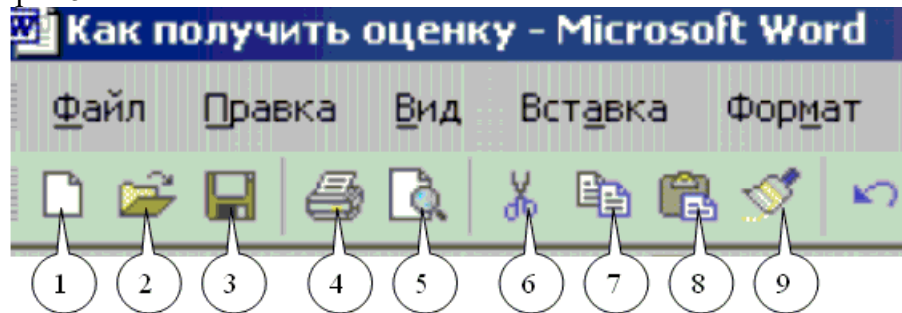 Как получить оценку - Microsoft Word
Файл Правка Вид Вставка Формат
1 2 3 4 5 6 7 8 9